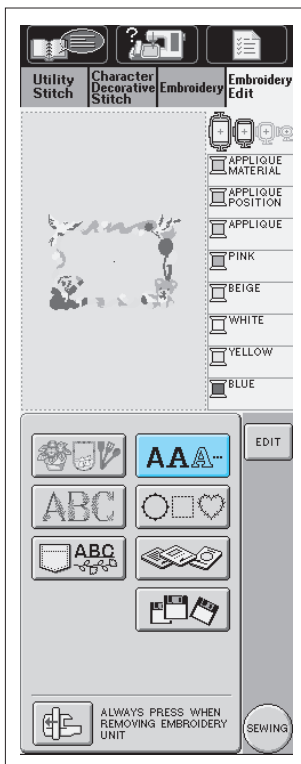 Utility
Stitch
Character
Decorative
Stitch
Embroidery
Embroidery
Edit
APPLIQUE
MATERIAL
APPLIQUE
POSITION
APPLIQUE
PINK
BEIGE
WHITE
YELLOW
BLUE
EDIT
AAA
ABC
ABC
ALWAYS PRESS WHEN
REMOVING EMBROIDERY
UNIT
SEWING